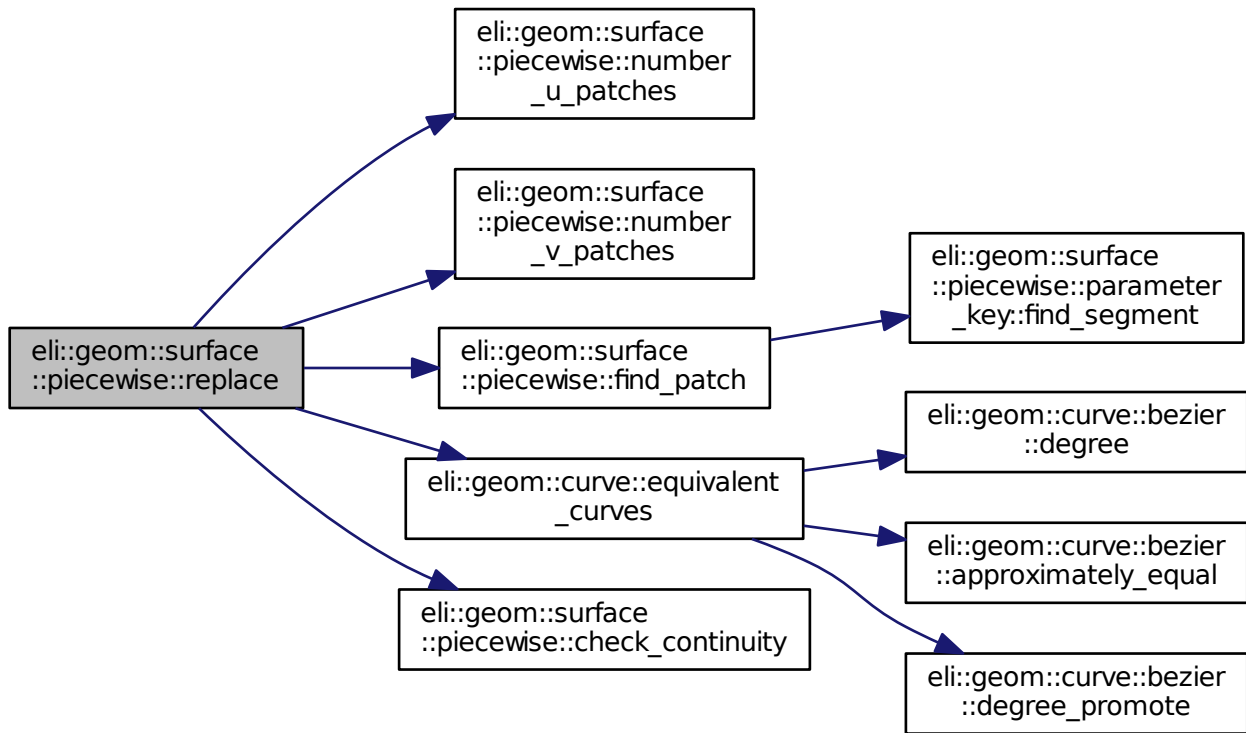 eli::geom::surface
::piecewise::replace
eli::geom::surface
::piecewise::number
_u_patches
eli::geom::surface
::piecewise::number
_v_patches
eli::geom::surface
::piecewise::find_patch
eli::geom::curve::equivalent
_curves
eli::geom::surface
::piecewise::check_continuity
eli::geom::surface
::piecewise::parameter
_key::find_segment
eli::geom::curve::bezier
::degree
eli::geom::curve::bezier
::approximately_equal
eli::geom::curve::bezier
::degree_promote